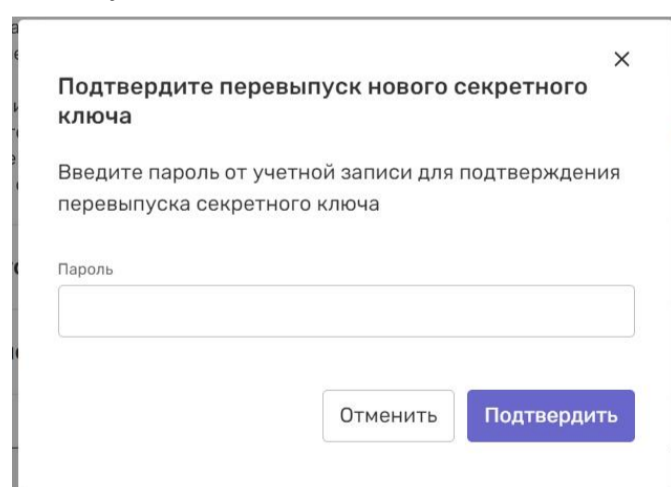 Подтвердите перевыпуск нового секретного
ключа
Введите пароль от учетной записи для подтверждения
перевыпуска секретного ключа
Пароль
Отменить
Подтвердить